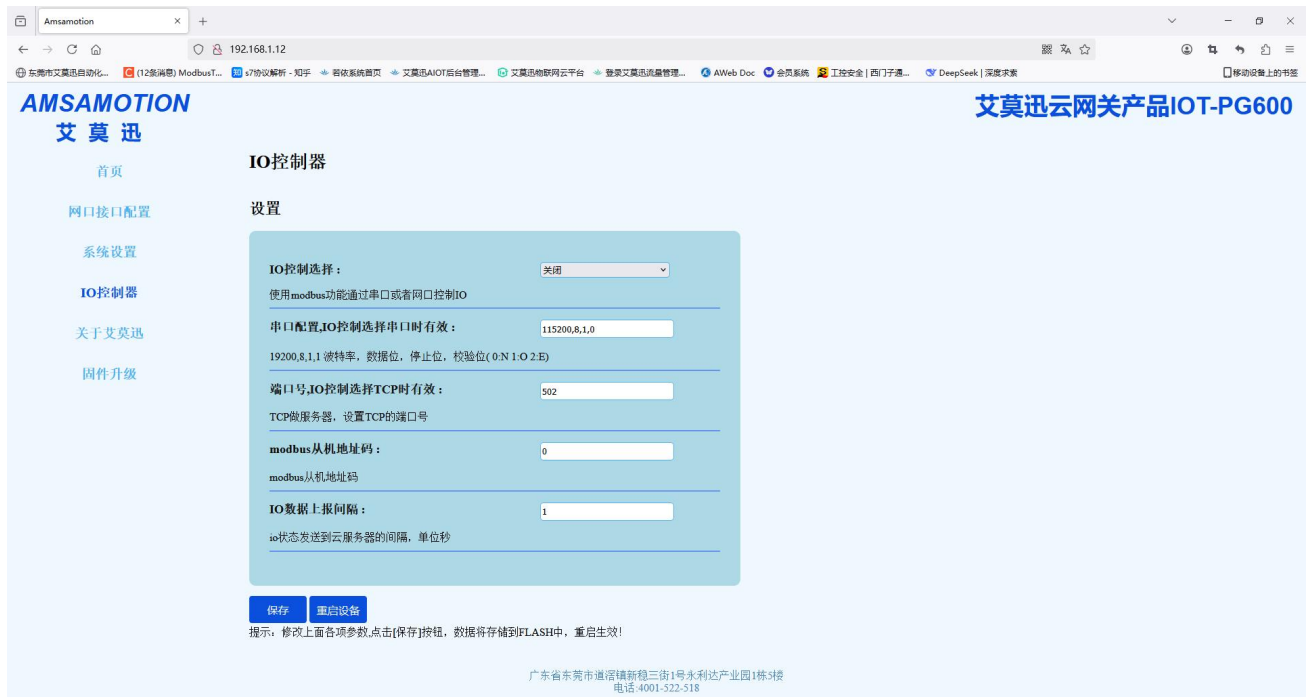 Amsamotion
192.168.1.12
东莞市艾莫迅自动化...
(12条消息) ModbusT...
s7协议解析 - 知乎
若依系统首页
艾莫迅AIOT后台管理...
艾莫迅物联网云平台
登录艾莫迅流量管理...
AWeb Doc
会员系统
工控安全 | 西门子通...
DeepSeek | 深度求索
移动设备上的书签
AMSAMOTION
艾莫迅
艾莫迅云网关产品IOT-PG600
首页
网口接口配置
系统设置
IO控制器
关于艾莫迅
固件升级
IO控制器
设置
IO控制选择：
关闭
使用modbus功能通过串口或者网口控制IO
串口配置,IO控制选择串口时有效：
115200,8,1,0
19200,8,1,1 波特率，数据位，停止位，校验位( 0:N 1:O 2:E)
端口号,IO控制选择TCP时有效：
502
TCP做服务器，设置TCP的端口号
modbus从机地址码：
0
modbus从机地址码
IO数据上报间隔：
1
io状态发送到云服务器的间隔，单位秒
保存
重启设备
提示：修改上面各项参数,点击[保存]按钮，数据将存储到FLASH中，重启生效！
广东省东莞市道滘镇新稳三街1号永利达产业园1栋5楼
电话:4001-522-518